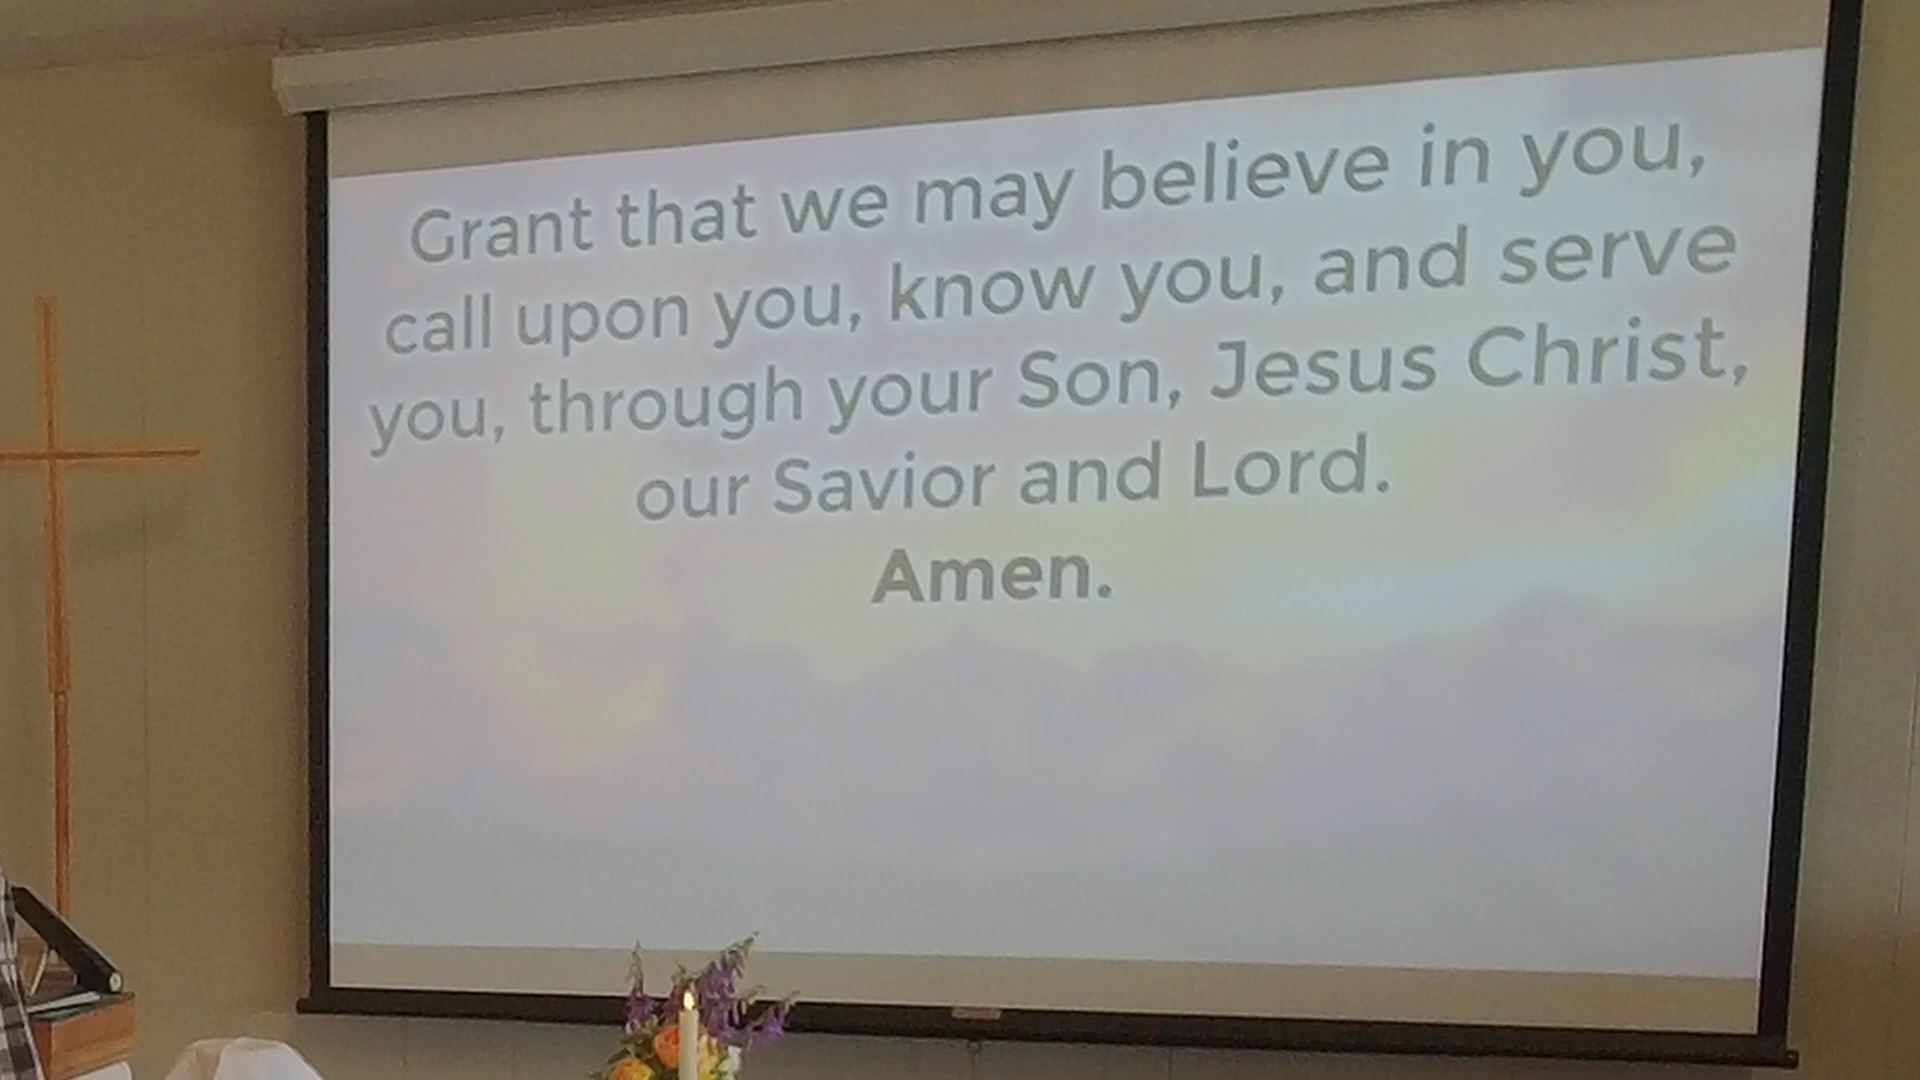 Grant that we may believe in you,
call upon you, know you, and serve
you, through your Son, Jesus Christ,
our Savior and Lord.
Amen.